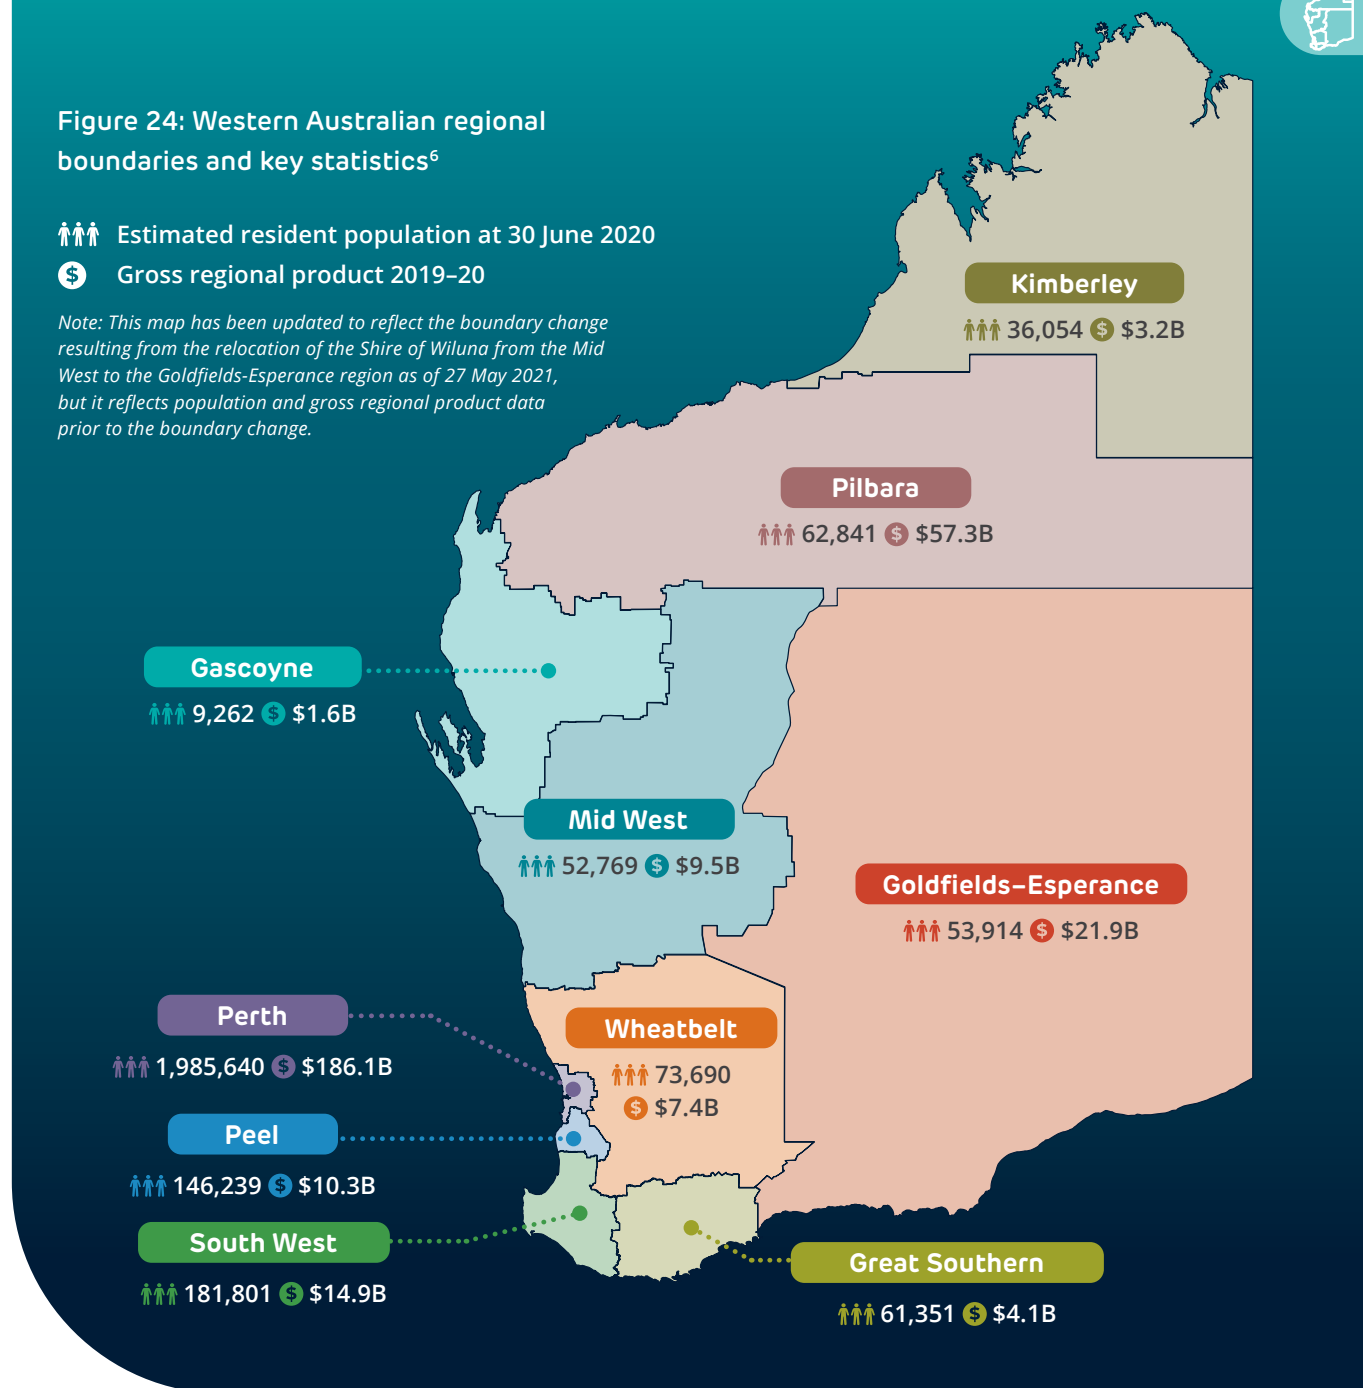 Figure 24: Western Australian regional
boundaries and key statistics⁶
Estimated resident population at 30 June 2020
$ Gross regional product 2019–20
Note: This map has been updated to reflect the boundary change
resulting from the relocation of the Shire of Wiluna from the Mid
West to the Goldfields-Esperance region as of 27 May 2021,
but it reflects population and gross regional product data
prior to the boundary change.
Kimberley
36,054 $ $3.2B
Pilbara
62,841 $ $57.3B
Gascoyne
9,262 $ $1.6B
Mid West
52,769 $ $9.5B
Goldfields–Esperance
53,914 $ $21.9B
Perth
1,985,640 $ $186.1B
Wheatbelt
73,690
$ $7.4B
Peel
146,239 $ $10.3B
South West
181,801 $ $14.9B
Great Southern
61,351 $ $4.1B